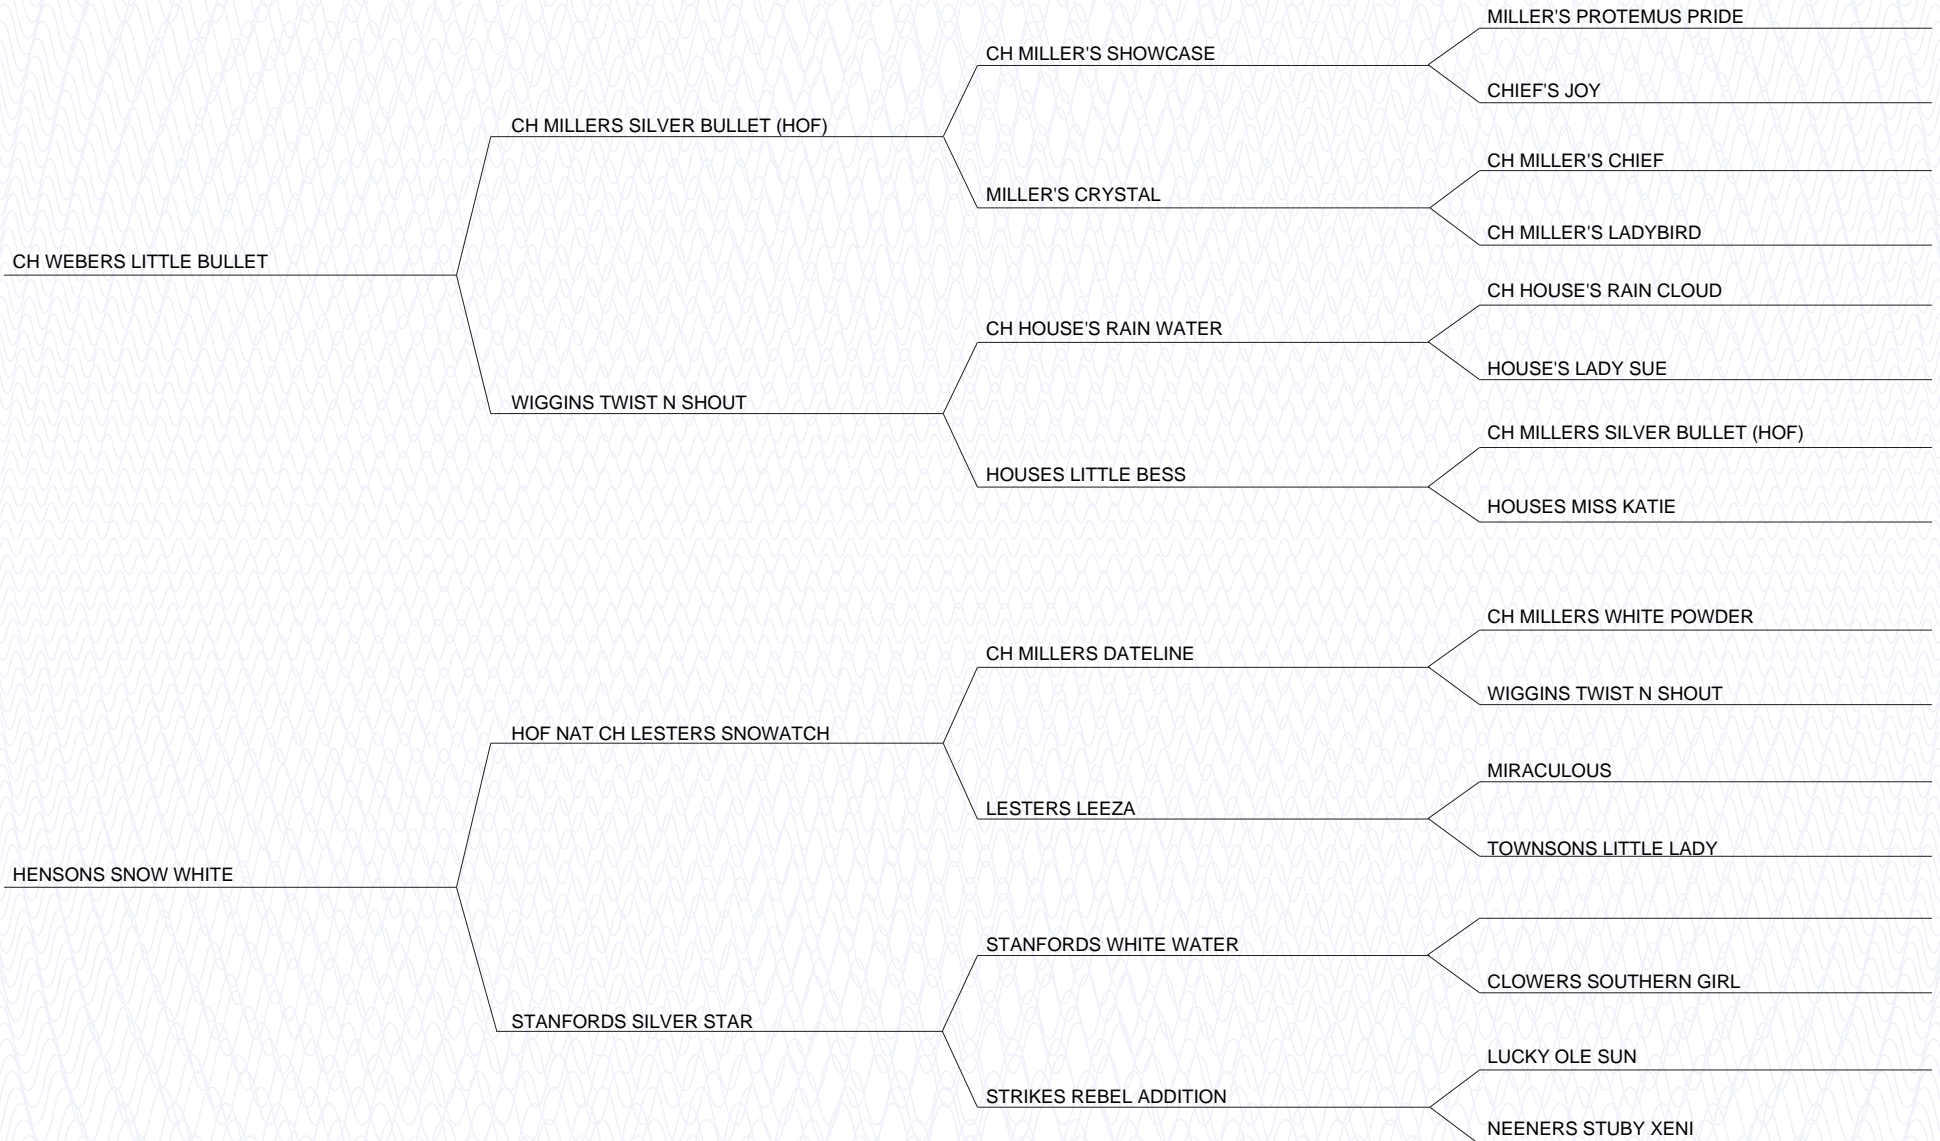 MILLER'S PROTEMUS PRIDE
CH MILLER'S SHOWCASE
CHIEF'S JOY
CH MILLERS SILVER BULLET (HOF)
CH MILLER'S CHIEF
MILLER'S CRYSTAL
CH MILLER'S LADYBIRD
CH WEBERS LITTLE BULLET
CH HOUSE'S RAIN CLOUD
CH HOUSE'S RAIN WATER
HOUSE'S LADY SUE
WIGGINS TWIST N SHOUT
CH MILLERS SILVER BULLET (HOF)
HOUSES LITTLE BESS
HOUSES MISS KATIE
CH MILLERS WHITE POWDER
CH MILLERS DATELINE
WIGGINS TWIST N SHOUT
HOF NAT CH LESTERS SNOWATCH
MIRACULOUS
LESTERS LEEZA
TOWNSONS LITTLE LADY
HENSONS SNOW WHITE
STANFORDS WHITE WATER
CLOWERS SOUTHERN GIRL
STANFORDS SILVER STAR
LUCKY OLE SUN
STRIKES REBEL ADDITION
NEENERS STUBY XENI